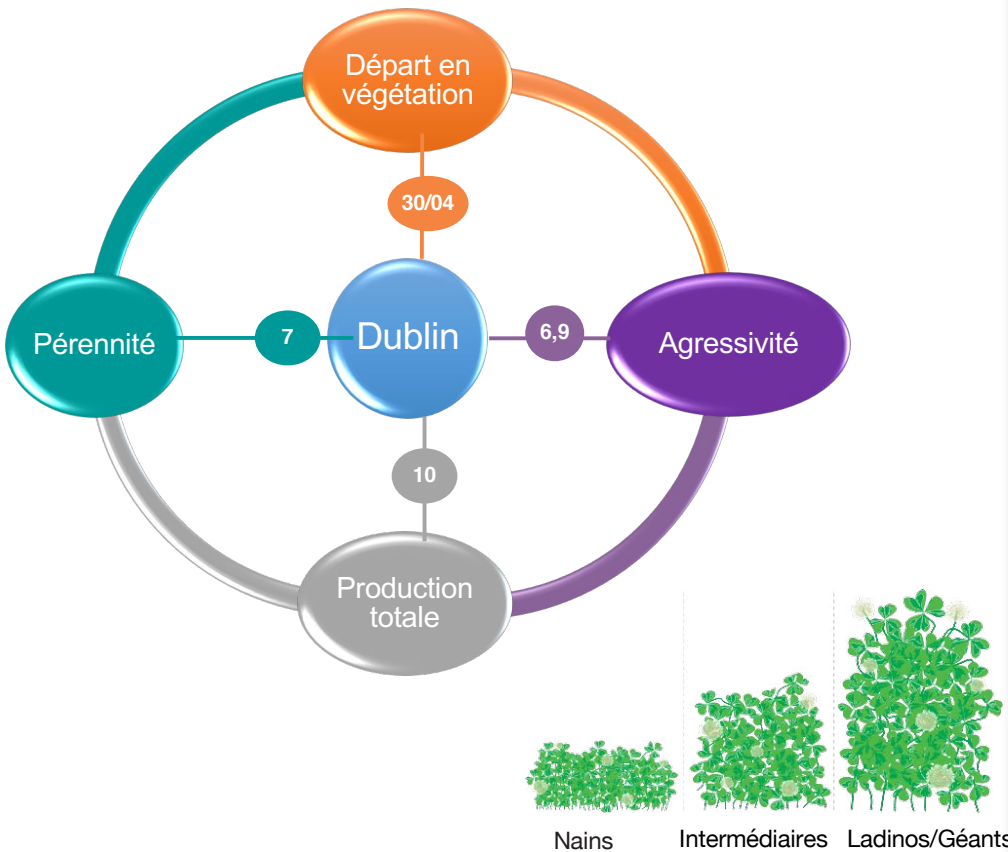 Départ en
végétation
30/04
Pérennité
7
Dublin
6,9
Agressivité
10
Production
totale
Nains
Intermédiaires
Ladinos/Géants